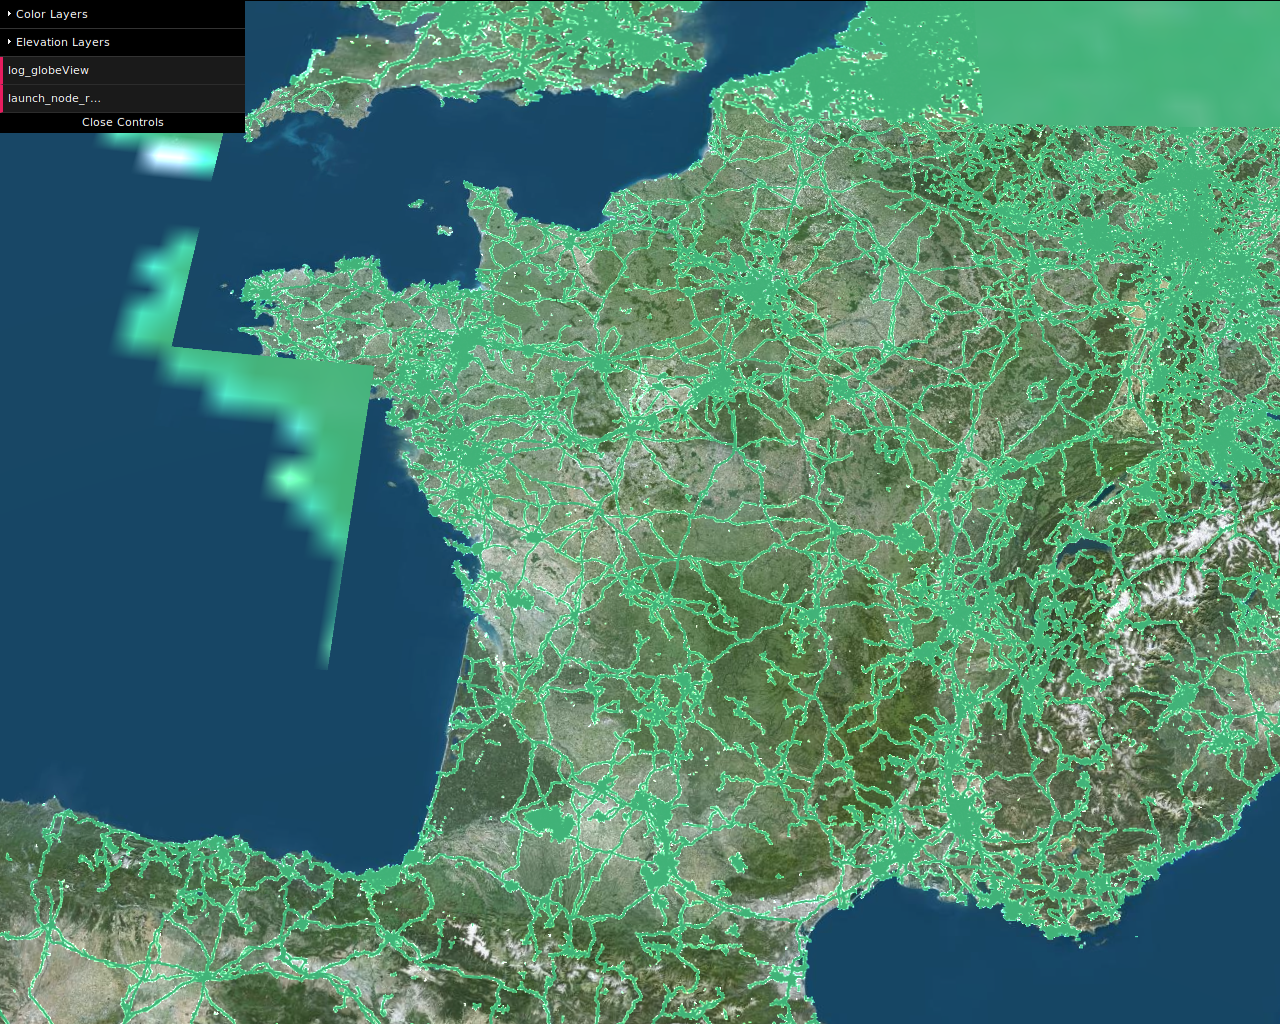 Color Layers
Elevation Layers
log_globeView
launch_node_r...
Close Controls